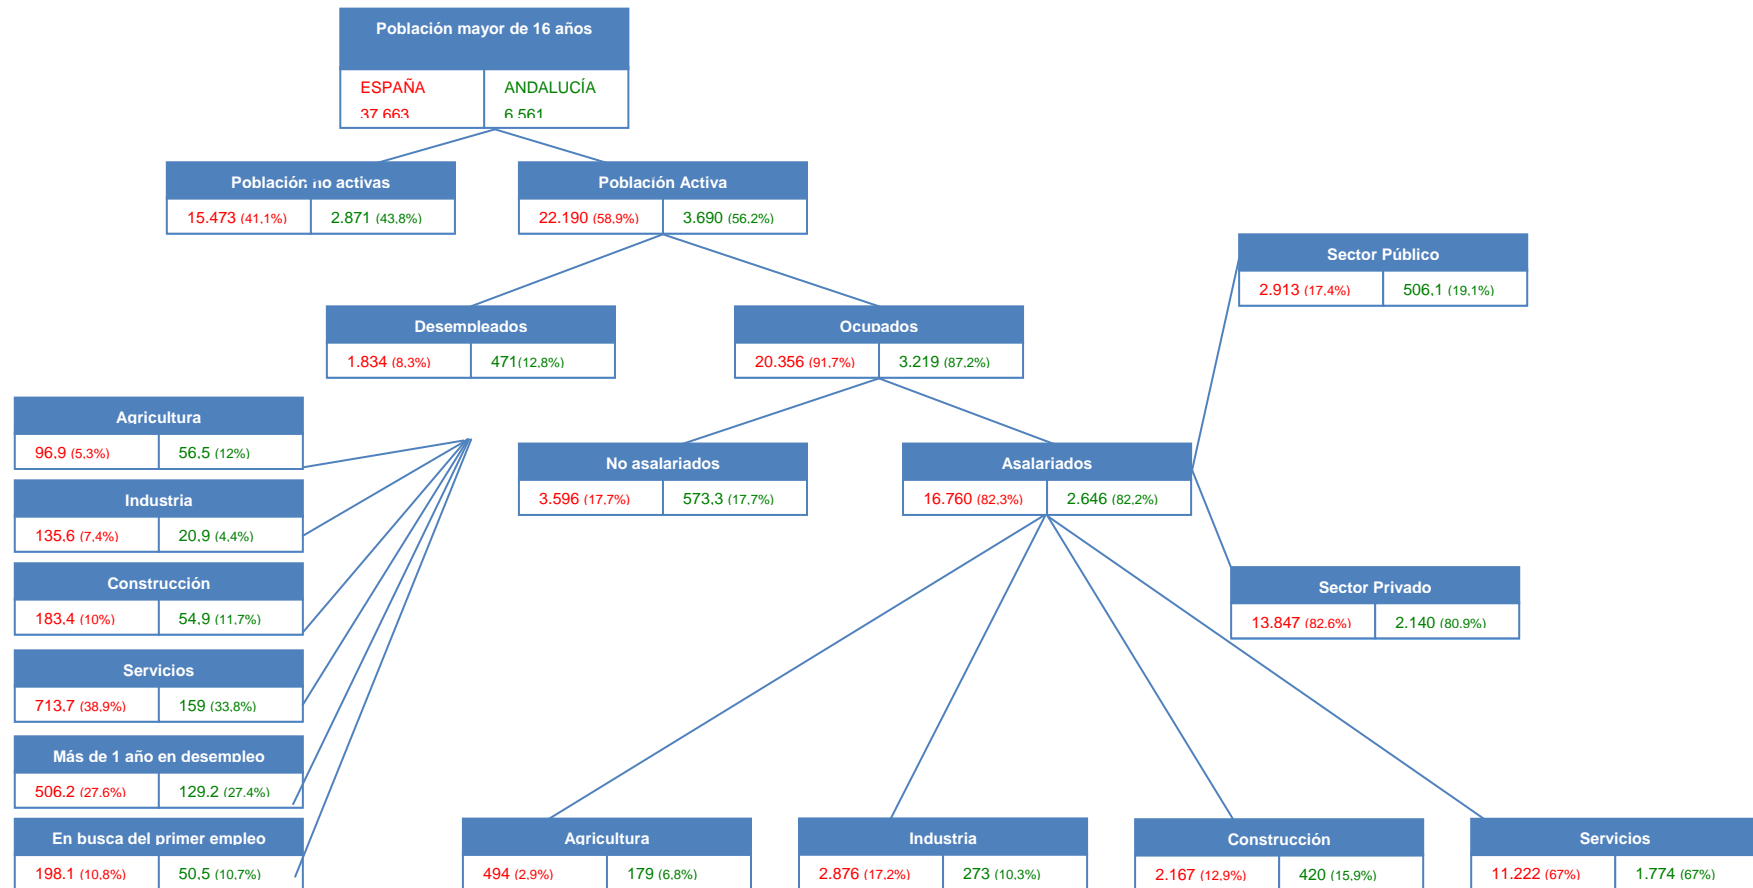 Población mayor de 16 años
ESPAÑA ANDALUCÍA
37.663 6.561
Población no activas
15.473 (41,1%) 2.871 (43,8%)
Población Activa
22.190 (58,9%) 3.690 (56,2%)
Sector Público
2.913 (17,4%) 506,1 (19,1%)
Desempleados
1.834 (8,3%) 471(12,8%)
Ocupados
20.356 (91,7%) 3.219 (87,2%)
Agricultura
96,9 (5,3%) 56,5 (12%)
Industria
135,6 (7,4%) 20,9 (4,4%)
Construcción
183,4 (10%) 54,9 (11,7%)
Servicios
713,7 (38,9%) 159 (33,8%)
Más de 1 año en desempleo
506,2 (27,6%) 129,2 (27,4%)
En busca del primer empleo
198,1 (10,8%) 50,5 (10,7%)
No asalariados
3.596 (17,7%) 573,3 (17,7%)
Asalariados
16.760 (82,3%) 2.646 (82,2%)
Sector Privado
13.847 (82,6%) 2.140 (80,9%)
Agricultura
494 (2,9%) 179 (6,8%)
Industria
2.876 (17,2%) 273 (10,3%)
Construcción
2.167 (12,9%) 420 (15,9%)
Servicios
11.222 (67%) 1.774 (67%)